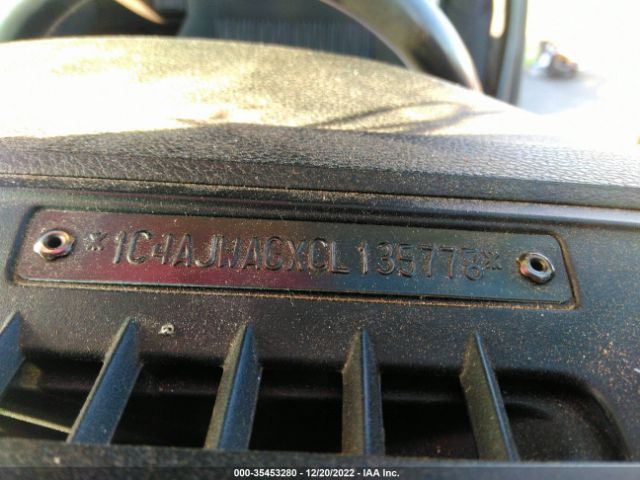 *1C4AJWAGXCL135778*
000-35453280 - 12/20/2022 - IAA Inc.